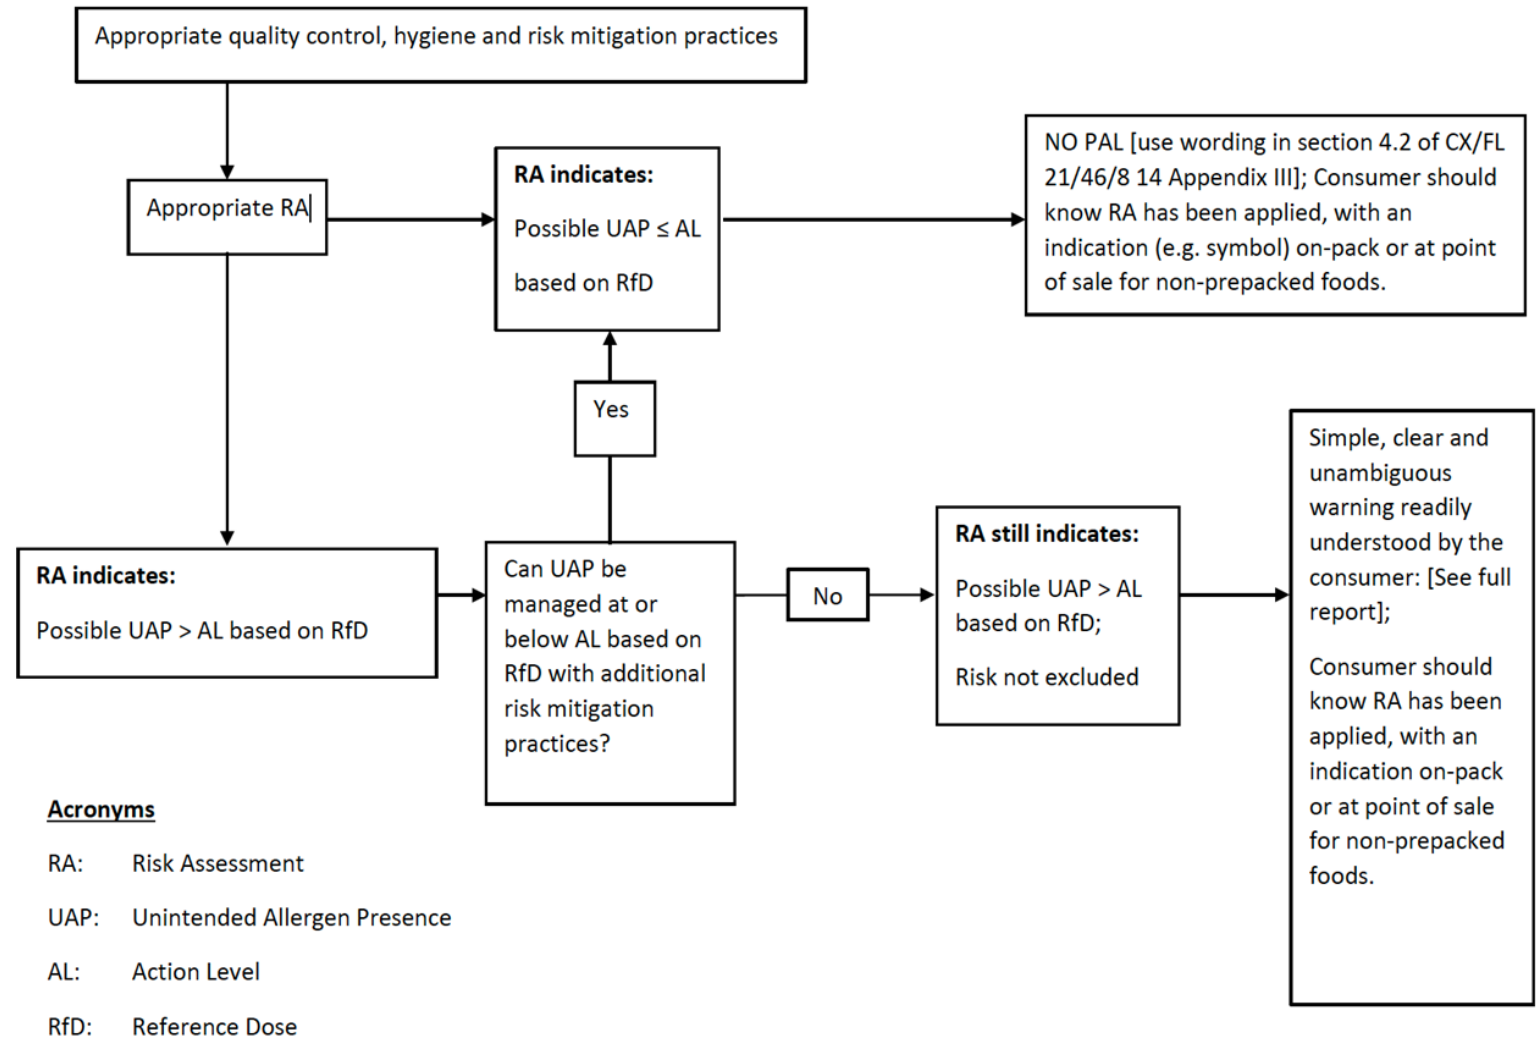 Appropriate quality control, hygiene and risk mitigation practices
Appropriate RA
RA indicates:
Possible UAP ≤ AL
based on RfD
NO PAL [use wording in section 4.2 of CX/FL
21/46/8 14 Appendix III]; Consumer should
know RA has been applied, with an
indication (e.g. symbol) on-pack or at point
of sale for non-prepacked foods.
Yes
RA indicates:
Possible UAP > AL based on RfD
Can UAP be
managed at or
below AL based on
RfD with additional
risk mitigation
practices?
No
RA still indicates:
Possible UAP > AL
based on RfD;
Risk not excluded
Simple, clear and
unambiguous
warning readily
understood by the
consumer: [See full
report];
Consumer should
know RA has been
applied, with an
indication on-pack
or at point of sale
for non-prepacked
foods.
Acronyms
RA: Risk Assessment
UAP: Unintended Allergen Presence
AL: Action Level
RfD: Reference Dose